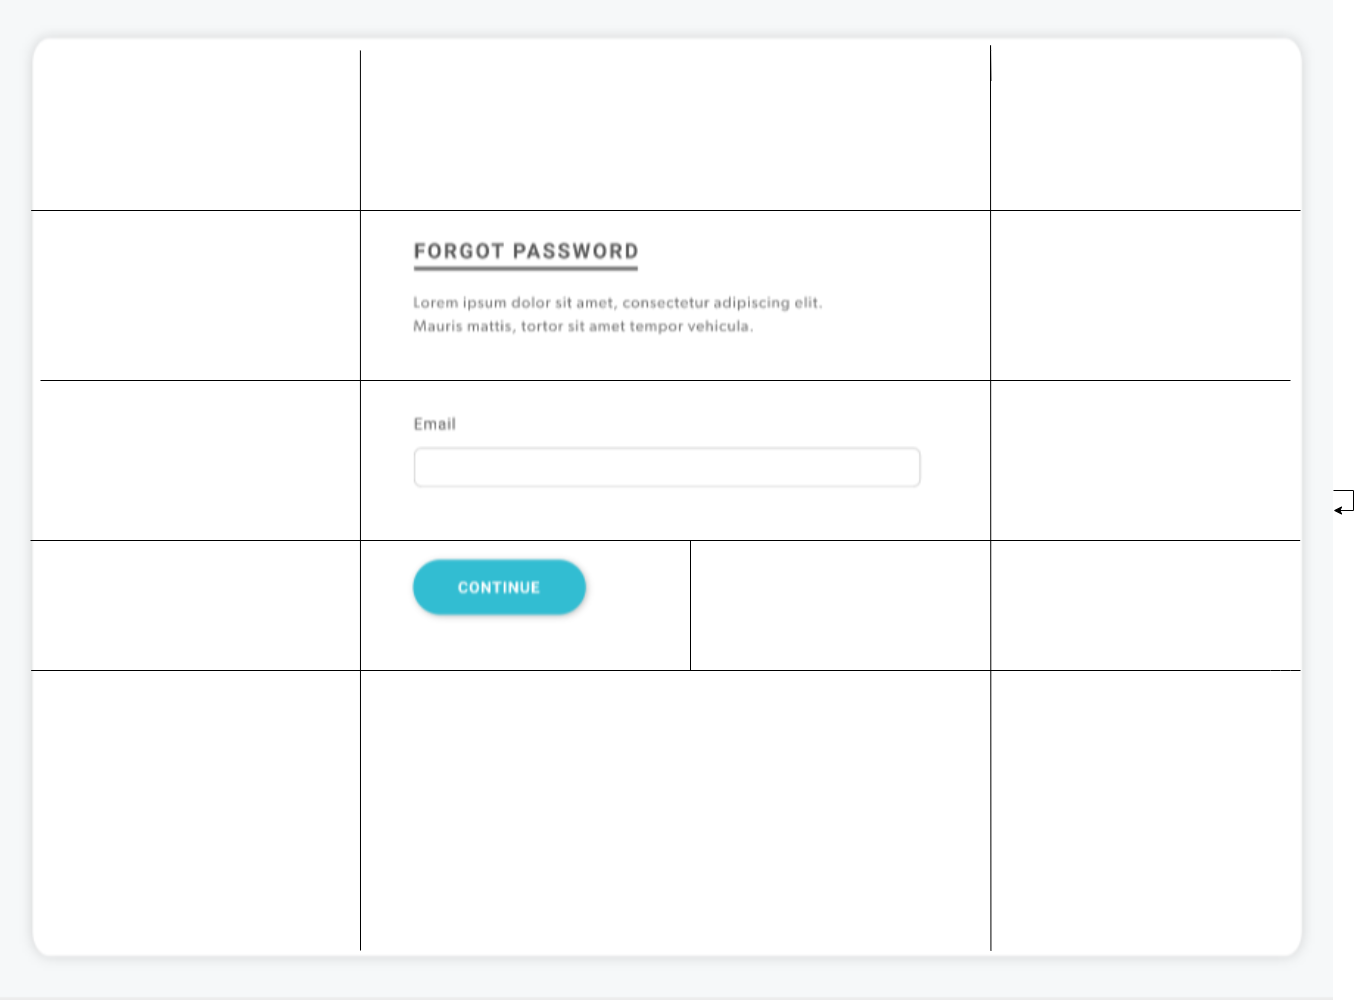 FORGOT PASSWORD
Lorem ipsum dolor sit amet, consectetur adipiscing elit.
Mauris mattis, tortor sit amet tempor vehicula.
Email
CONTINUE